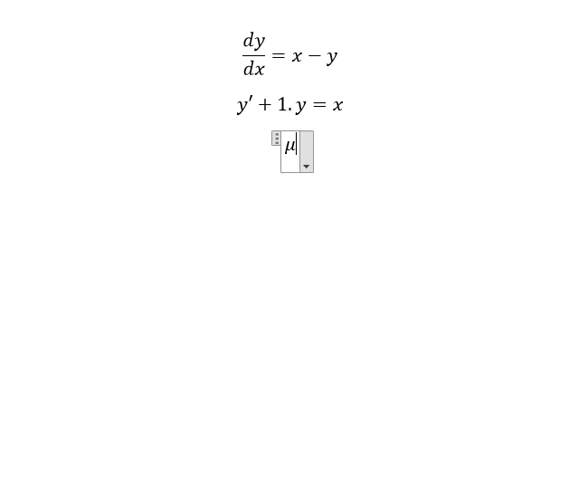 dy/dx = x − y
y′ + 1. y = x
μ